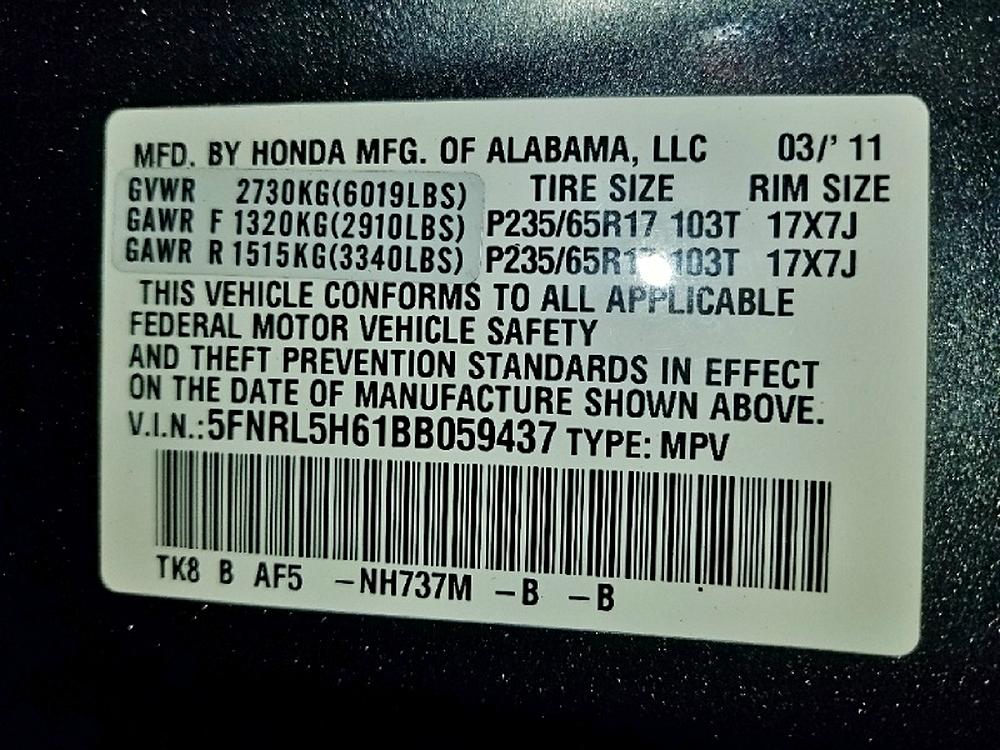 MFD. BY HONDA MFG. OF ALABAMA, LLC 03/' 11
GVWR 2730KG(6019LBS) TIRE SIZE RIM SIZE
GAWR F 1320KG(2910LBS) P235/65R17 103T 17X7J
GAWR R 1515KG(3340LBS) P235/65R17 103T 17X7J
THIS VEHICLE CONFORMS TO ALL APPLICABLE
FEDERAL MOTOR VEHICLE SAFETY
AND THEFT PREVENTION STANDARDS IN EFFECT
ON THE DATE OF MANUFACTURE SHOWN ABOVE.
V.I.N.:5FNRL5H61BB059437 TYPE: MPV
TK8 B AF5 –NH737M –B –B